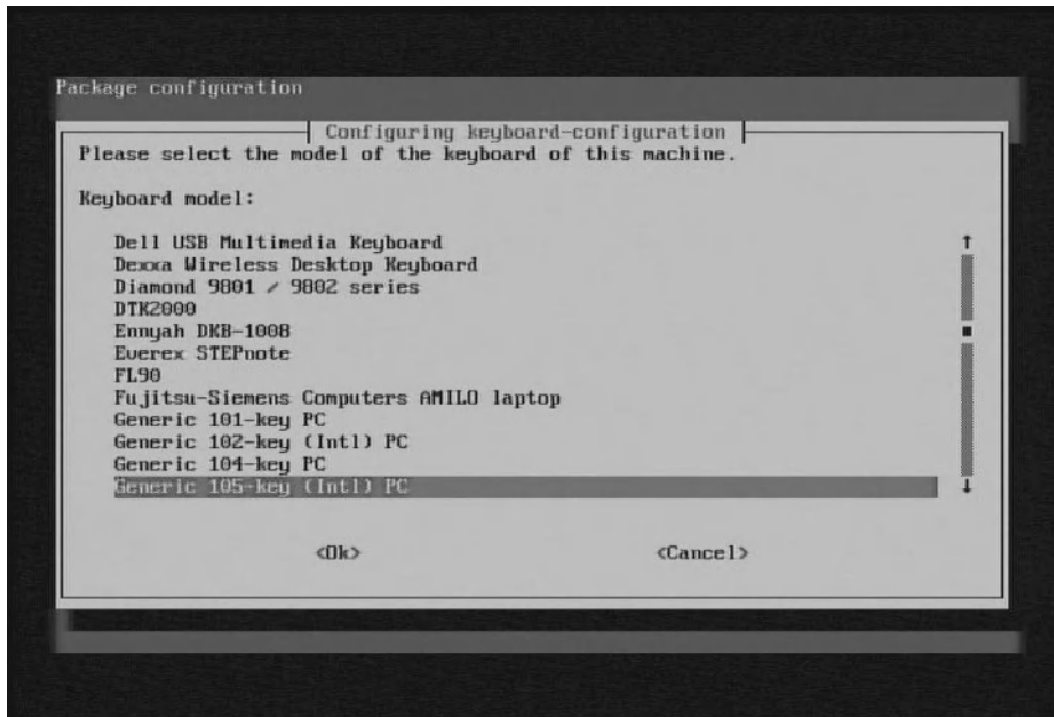 Package configuration
Configuring keyboard-configuration
Please select the model of the keyboard of this machine.
Keyboard model:
Dell USB Multimedia Keyboard
Dexxa Wireless Desktop Keyboard
Diamond 9801 / 9802 series
DTK2000
Ennyah DKB-1008
Everex STEPnote
FL90
Fujitsu-Siemens Computers AMILO laptop
Generic 101-key PC
Generic 102-key (Intl) PC
Generic 104-key PC
Generic 105-key (Intl) PC
<Ok> <Cancel>